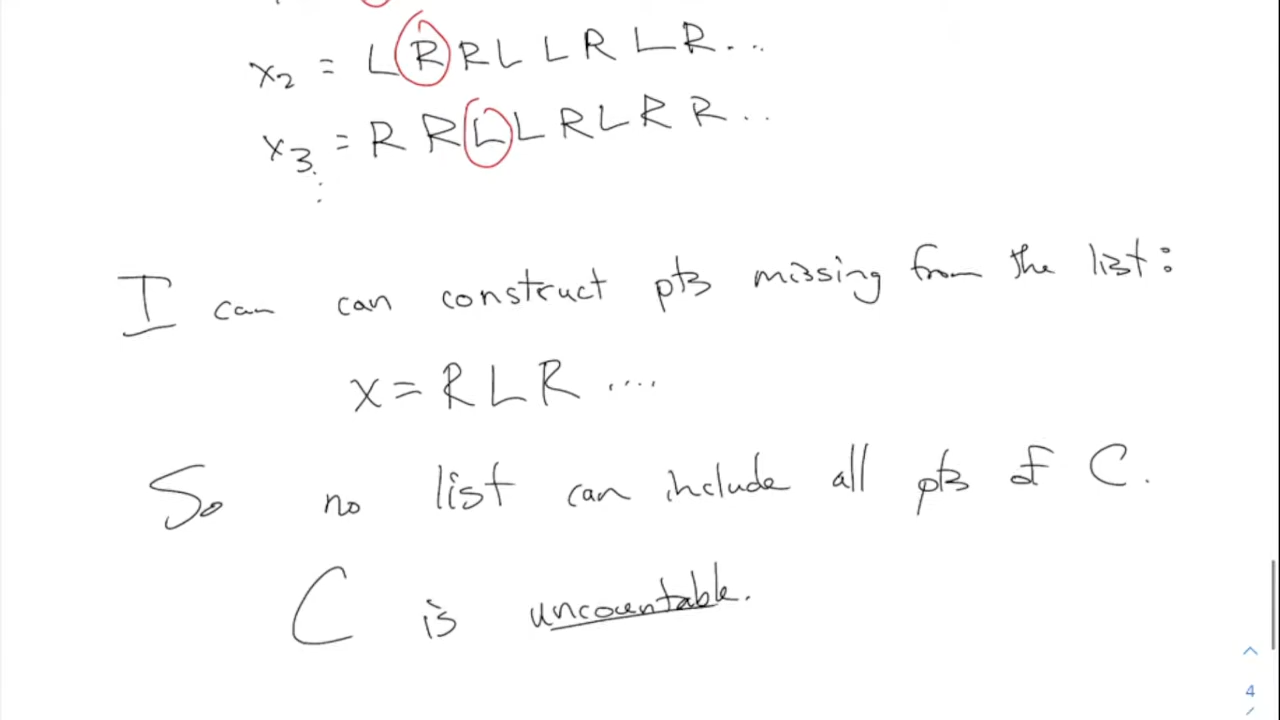 x₂ = L R R L L R L R...
x₃ = R R L L R L R R...
⋮
I can can construct pts missing from the list:
x = R L R ....
So no list can include all pts of C.
C is uncountable.
4